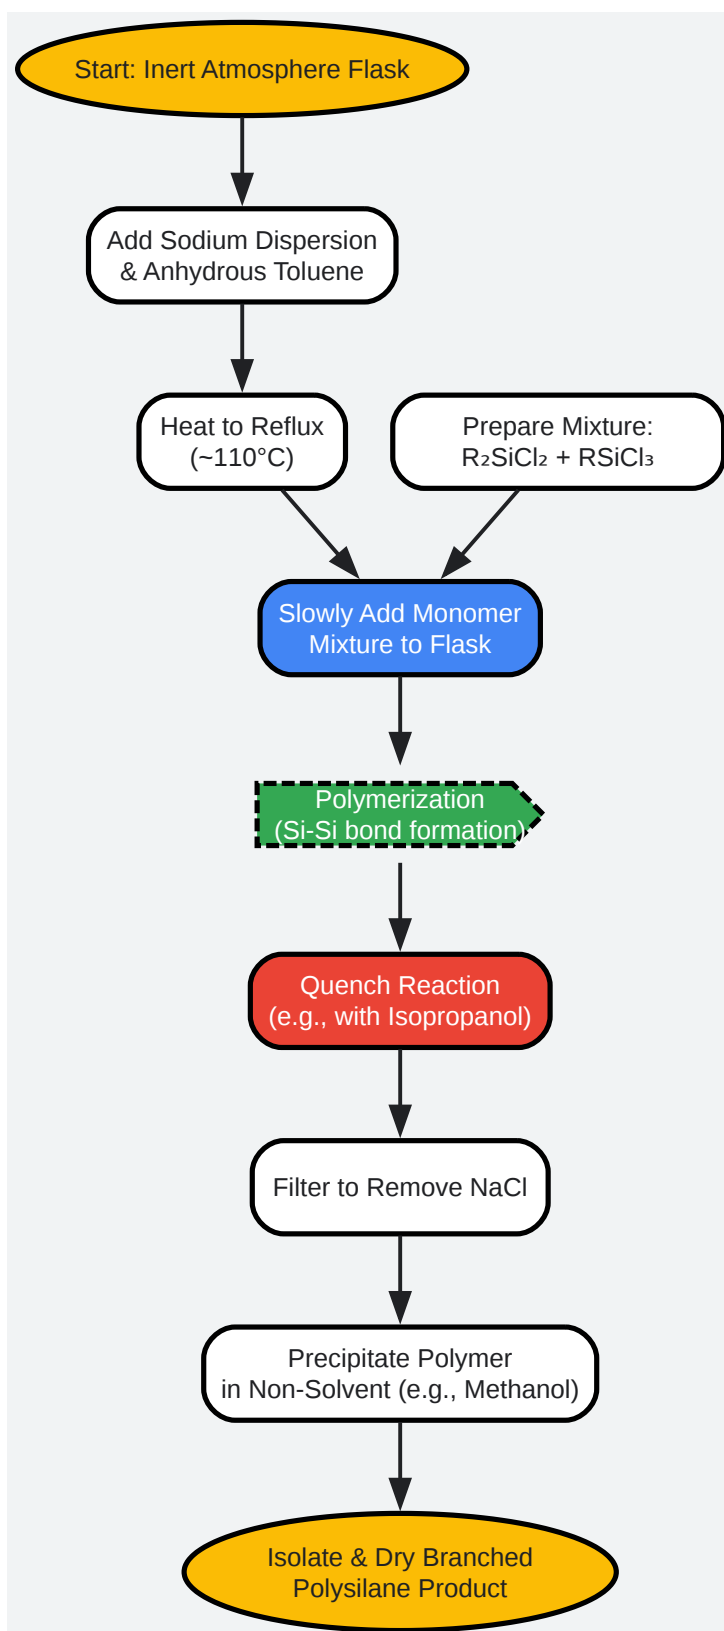 Start: Inert Atmosphere Flask
Add Sodium Dispersion
& Anhydrous Toluene
Heat to Reflux
(~110°C)
Prepare Mixture:
R₂SiCl₂ + RSiCl₃
Slowly Add Monomer
Mixture to Flask
Polymerization
(Si-Si bond formation)
Quench Reaction
(e.g., with Isopropanol)
Filter to Remove NaCl
Precipitate Polymer
in Non-Solvent (e.g., Methanol)
Isolate & Dry Branched
Polysilane Product